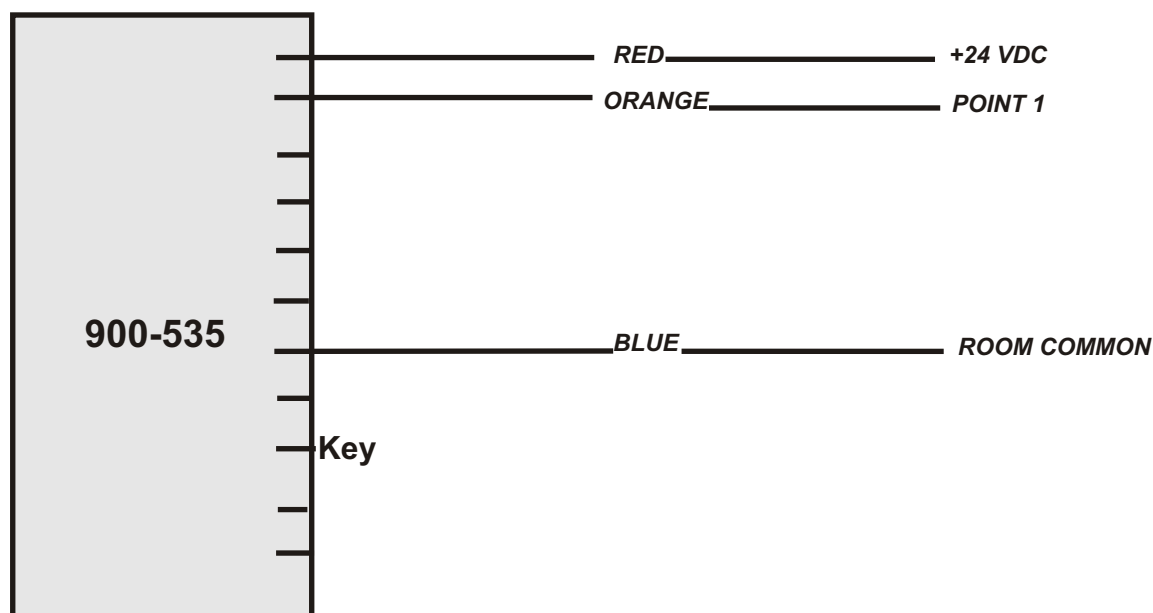 RED +24 VDC
ORANGE POINT 1
900-535
BLUE ROOM COMMON
Key